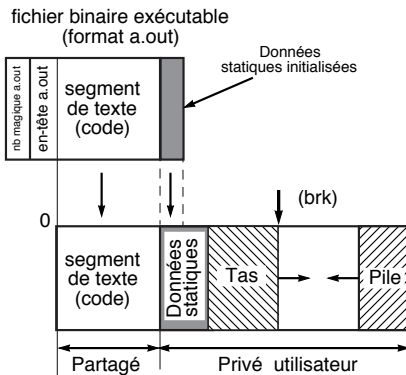 fichier binaire exécutable
(format a.out)
Données
statiques initialisées
nb magique a.out
en-tête a.out
segment
de texte
(code)
0
(brk)
segment
de texte
(code)
Données
statiques
Tas
Pile
Partagé
Privé utilisateur